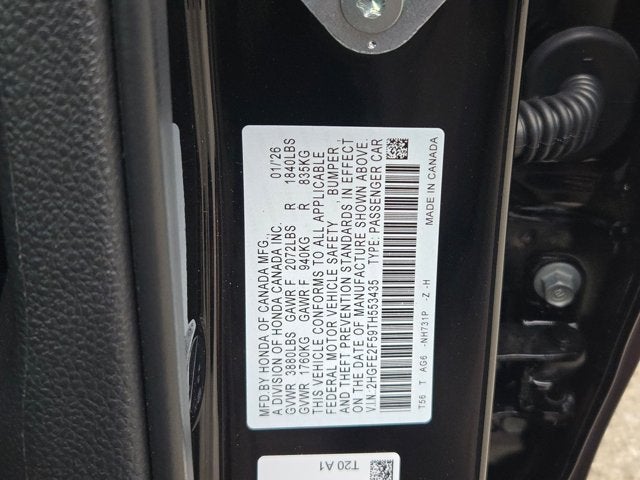 MFD.BY HONDA OF CANADA MFG. 01/'26
A DIVISION OF HONDA CANADA INC.
GVWR 3880LBS GAWR F 2072LBS R 1840LBS
GVWR 1760KG GAWR F 940KG R 835KG
THIS VEHICLE CONFORMS TO ALL APPLICABLE
FEDERAL MOTOR VEHICLE SAFETY, BUMPER,
AND THEFT PREVENTION STANDARDS IN EFFECT
ON THE DATE OF MANUFACTURE SHOWN ABOVE.
V.I.N. 2HGFE2F59TH553435 TYPE: PASSENGER CAR
T56 T AG6 -NH731P -Z -H MADE IN CANADA
T20 A1